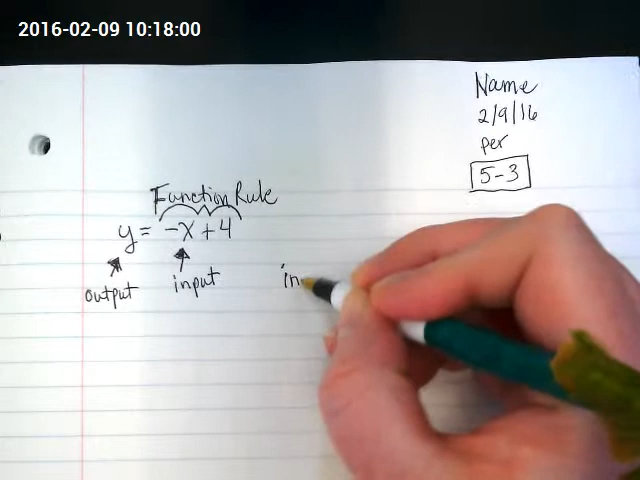 2016-02-09 10:18:00
Name
2/9/16
per
5-3
Function Rule
y = -x + 4
output
input
in